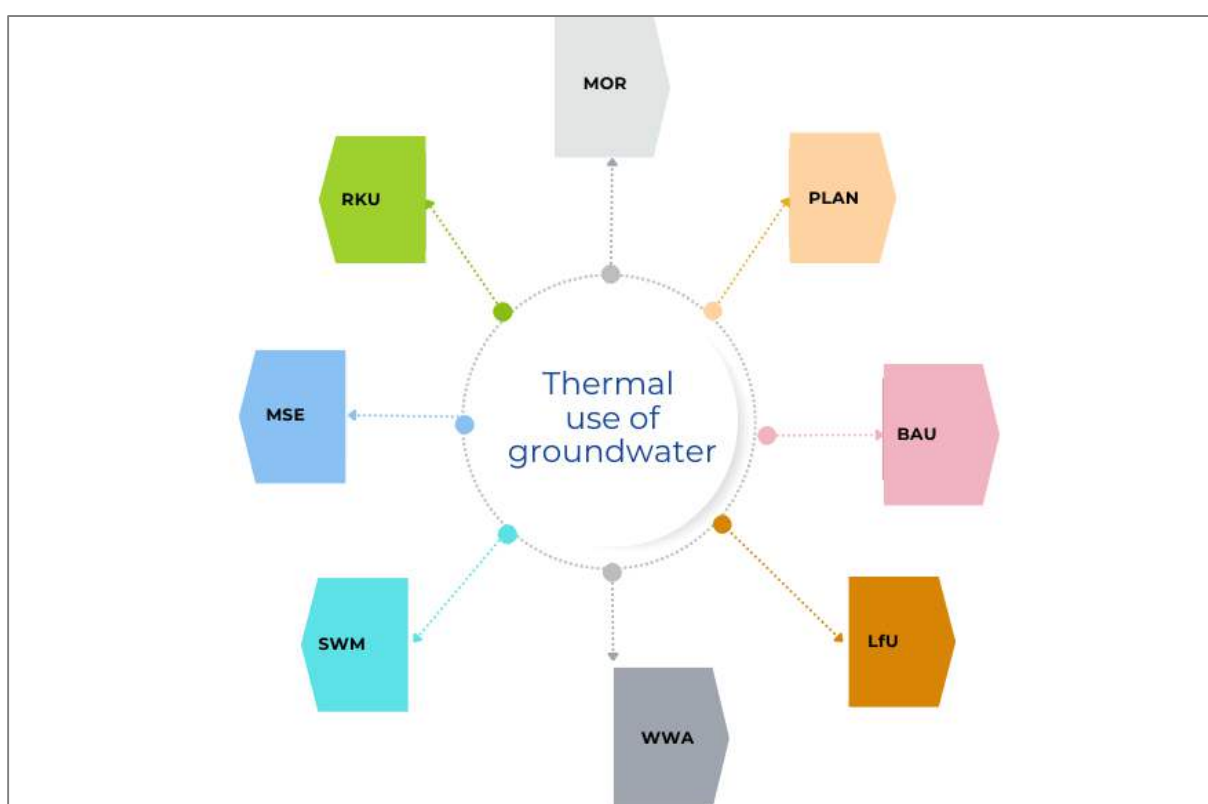 MOR
RKU
PLAN
MSE
Thermal
use of
groundwater
BAU
SWM
LfU
WWA